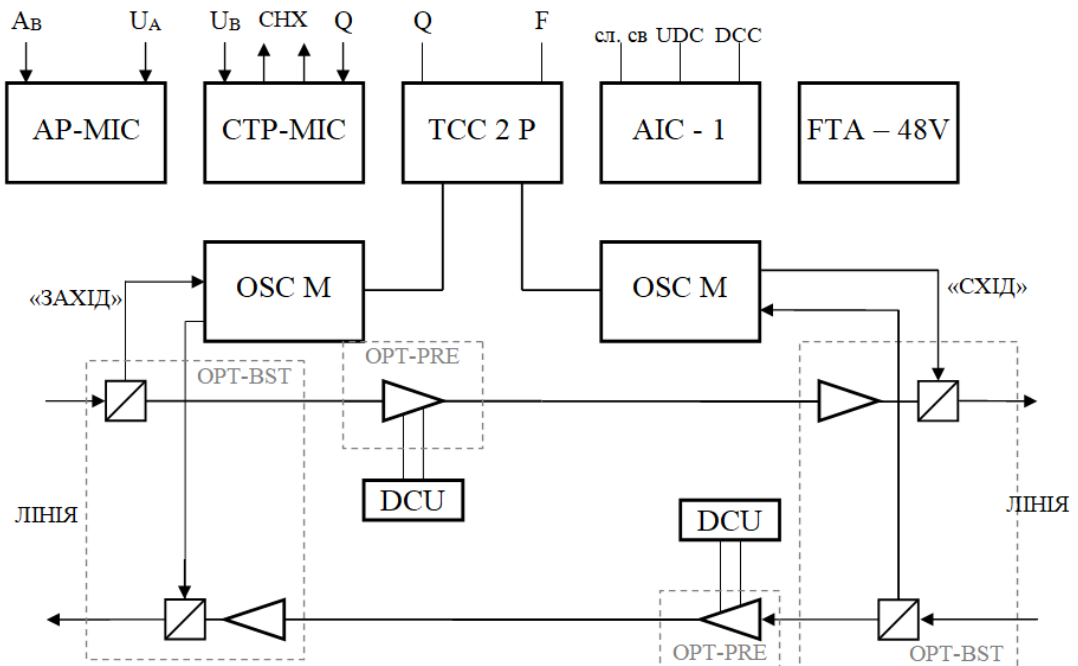 AB UA UB CHX Q Q F сл. св UDC DCC
AP-MIC CTP-MIC TCC 2 P AIC - 1 FTA – 48V
OSC M OSC M
«ЗАХІД» «СХІД»
OPT-PRE
OPT-BST
DCU
ЛІНІЯ DCU ЛІНІЯ
OPT-PRE OPT-BST